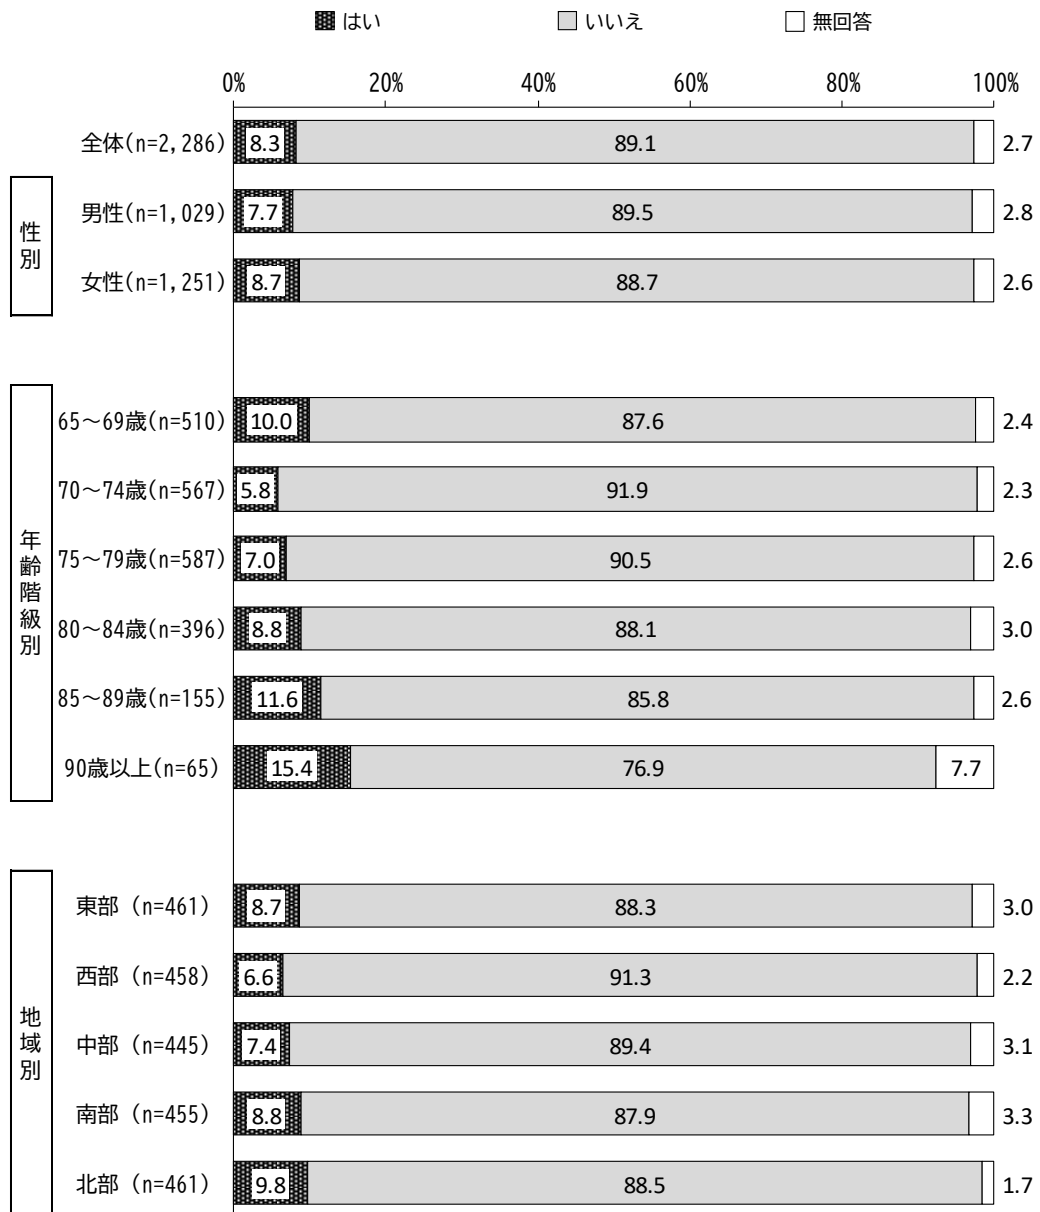 はい いいえ 無回答
0% 20% 40% 60% 80% 100%
全体(n=2,286) 8.3 89.1 2.7
性別
男性(n=1,029) 7.7 89.5 2.8
女性(n=1,251) 8.7 88.7 2.6
年齢階級別
65～69歳(n=510) 10.0 87.6 2.4
70～74歳(n=567) 5.8 91.9 2.3
75～79歳(n=587) 7.0 90.5 2.6
80～84歳(n=396) 8.8 88.1 3.0
85～89歳(n=155) 11.6 85.8 2.6
90歳以上(n=65) 15.4 76.9 7.7
地域別
東部 (n=461) 8.7 88.3 3.0
西部 (n=458) 6.6 91.3 2.2
中部 (n=445) 7.4 89.4 3.1
南部 (n=455) 8.8 87.9 3.3
北部 (n=461) 9.8 88.5 1.7